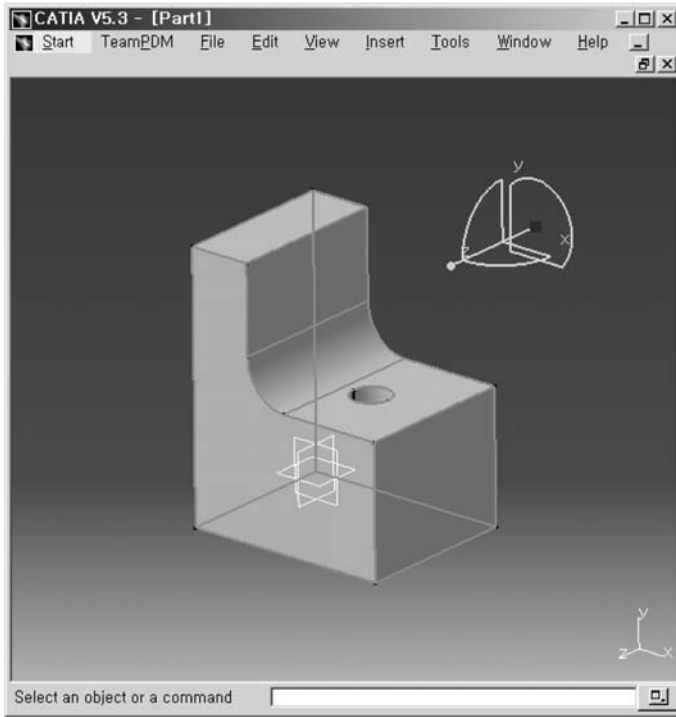 CATIA V5.3 - [Part1]
Start TeamPDM File Edit View Insert Tools Window Help
y
x
z
y
z x
Select an object or a command